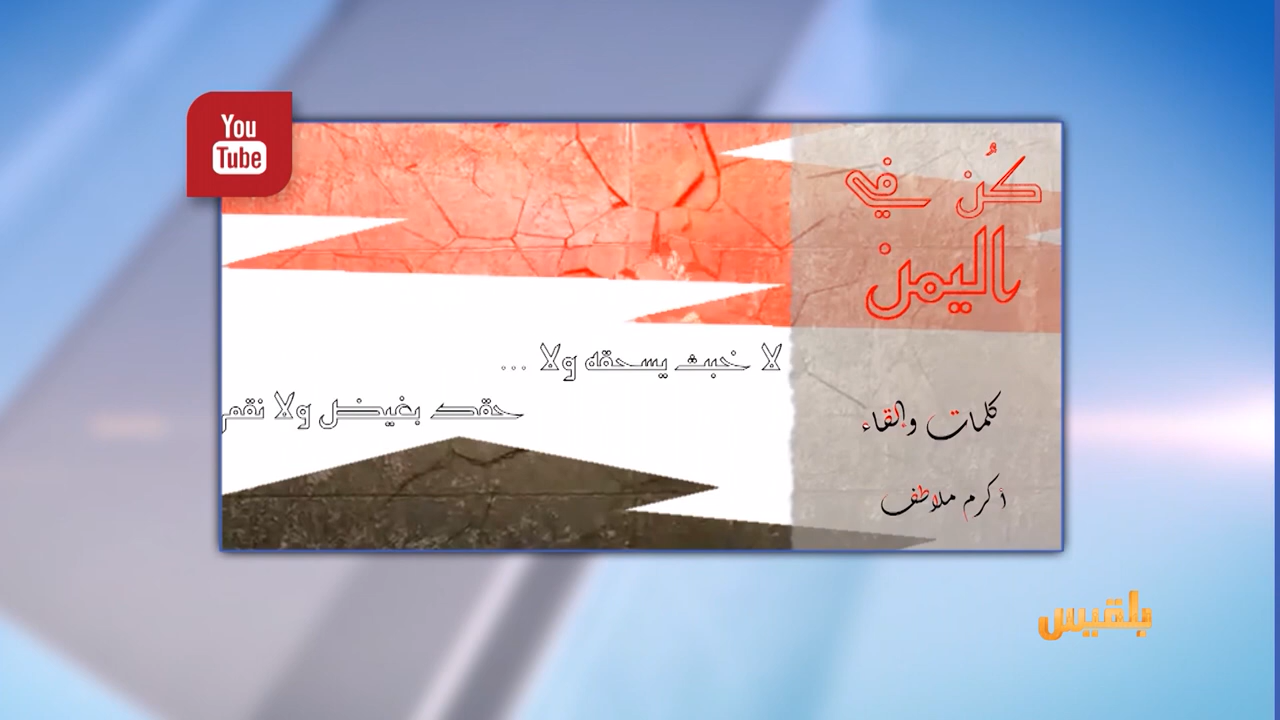 You
Tube
كُن في
اليمن
لا خبث يسحقه ولا ...
حقد بغيض ولا نقم
كلمات وإلقاء
أكرم ملاطف
بلقيس